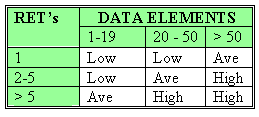 RET's DATA ELEMENTS
1-19 20 - 50 > 50
1 Low Low Ave
2-5 Low Ave High
> 5 Ave High High